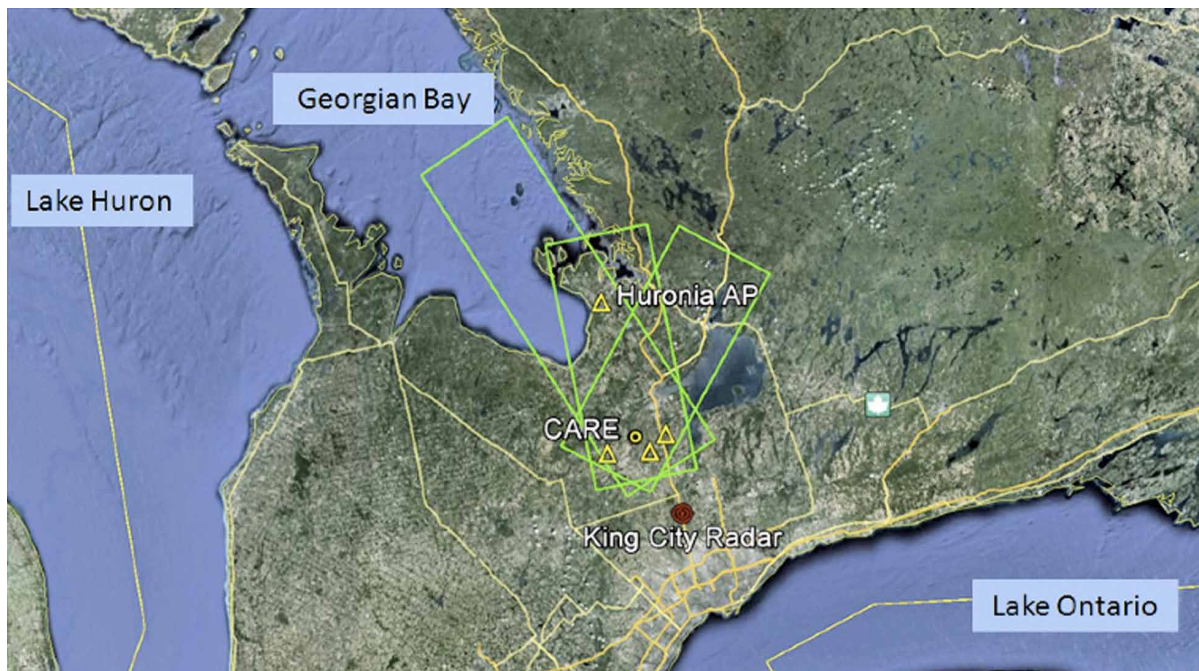 Georgian Bay
Lake Huron
Huronia AP
CARE
King City Radar
Lake Ontario